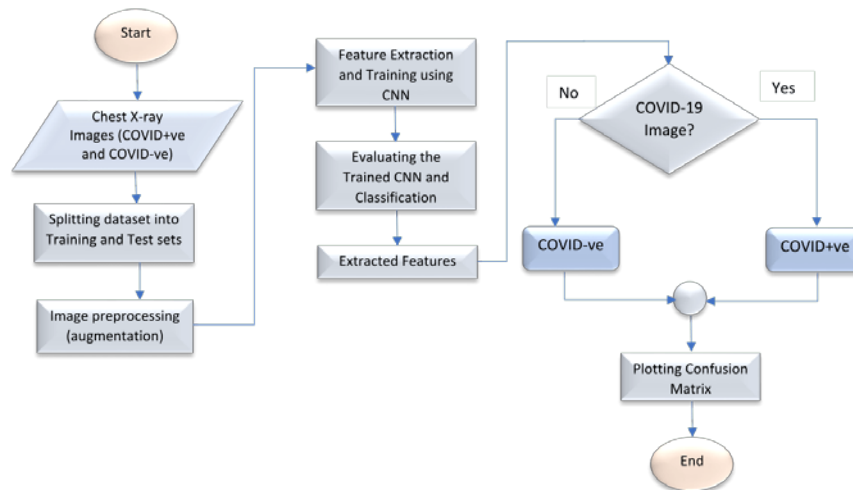 Start
Chest X-ray
Images (COVID+ve
and COVID-ve)
Splitting dataset into
Training and Test sets
Image preprocessing
(augmentation)
Feature Extraction
and Training using
CNN
Evaluating the
Trained CNN and
Classification
Extracted Features
COVID-19
Image?
No
Yes
COVID-ve
COVID+ve
Plotting Confusion
Matrix
End